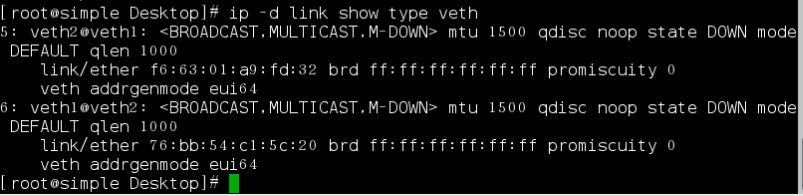 [root@simple Desktop]# ip -d link show type veth
5: veth2@veth1: <BROADCAST.MULTICAST.M-DOWN> mtu 1500 qdisc noop state DOWN mode
 DEFAULT qlen 1000
    link/ether f6:63:01:a9:fd:32 brd ff:ff:ff:ff:ff:ff promiscuity 0
    veth addrgenmode eui64
6: veth1@veth2: <BROADCAST.MULTICAST.M-DOWN> mtu 1500 qdisc noop state DOWN mode
 DEFAULT qlen 1000
    link/ether 76:bb:54:c1:5c:20 brd ff:ff:ff:ff:ff:ff promiscuity 0
    veth addrgenmode eui64
[root@simple Desktop]#